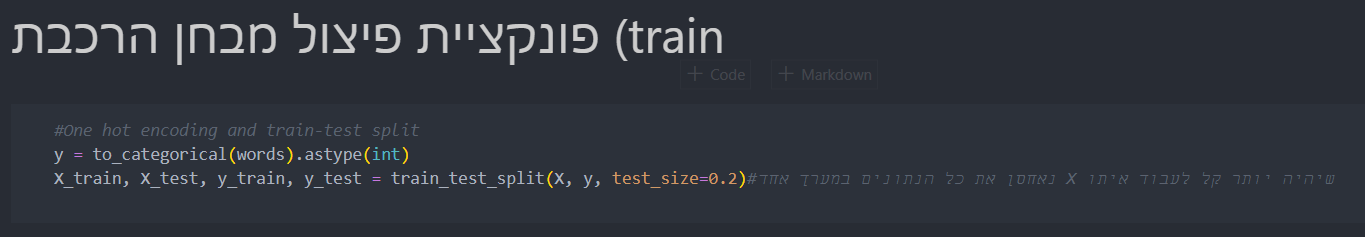 פונקציית פיצול מבחן הרכבת (train
+ Code + Markdown
#One hot encoding and train-test split
y = to_categorical(words).astype(int)
X_train, X_test, y_train, y_test = train_test_split(X, y, test_size=0.2)#נאחסן את כל הנתונים במערך אחד X שיהיה יותר קל לעבוד איתו